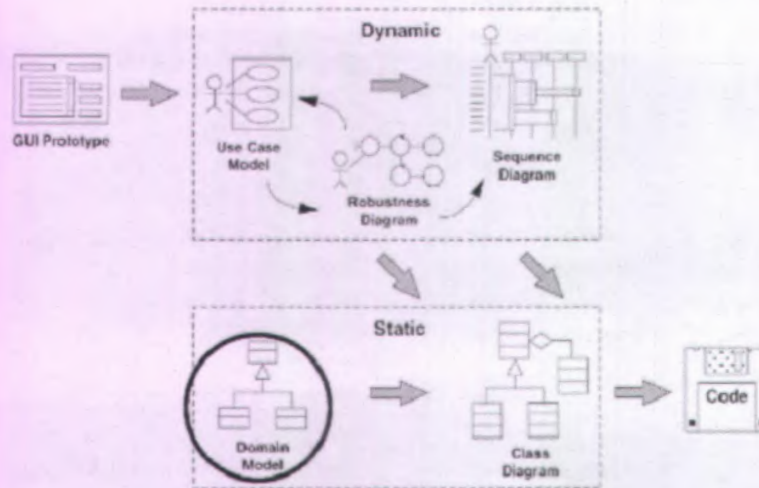 Dynamic
GUI Prototype
Use Case
Model
Sequence
Diagram
Robustness
Diagram
Static
Domain
Model
Class
Diagram
Code